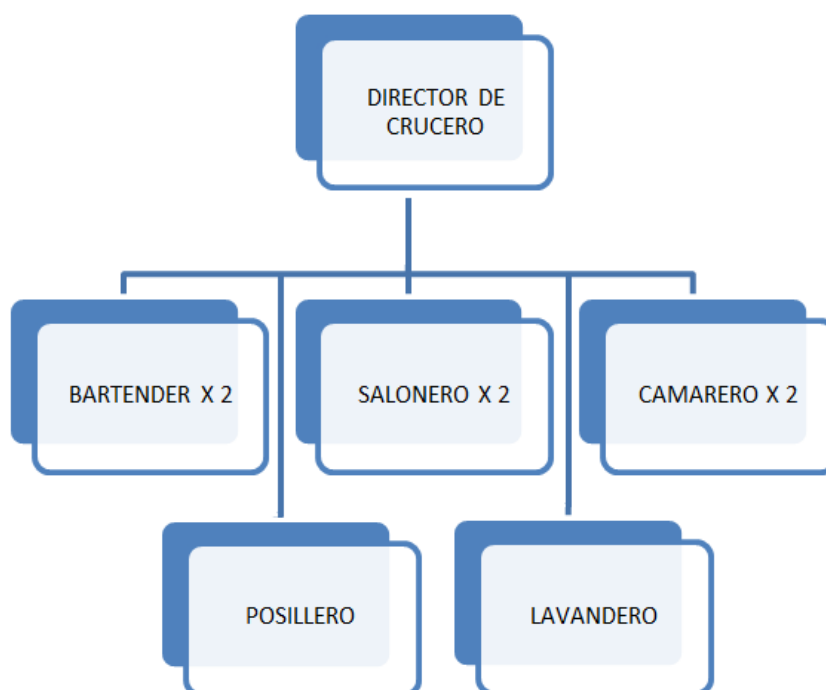 DIRECTOR DE
CRUCERO
BARTENDER X 2
SALONERO X 2
CAMARERO X 2
POSILLERO
LAVANDERO